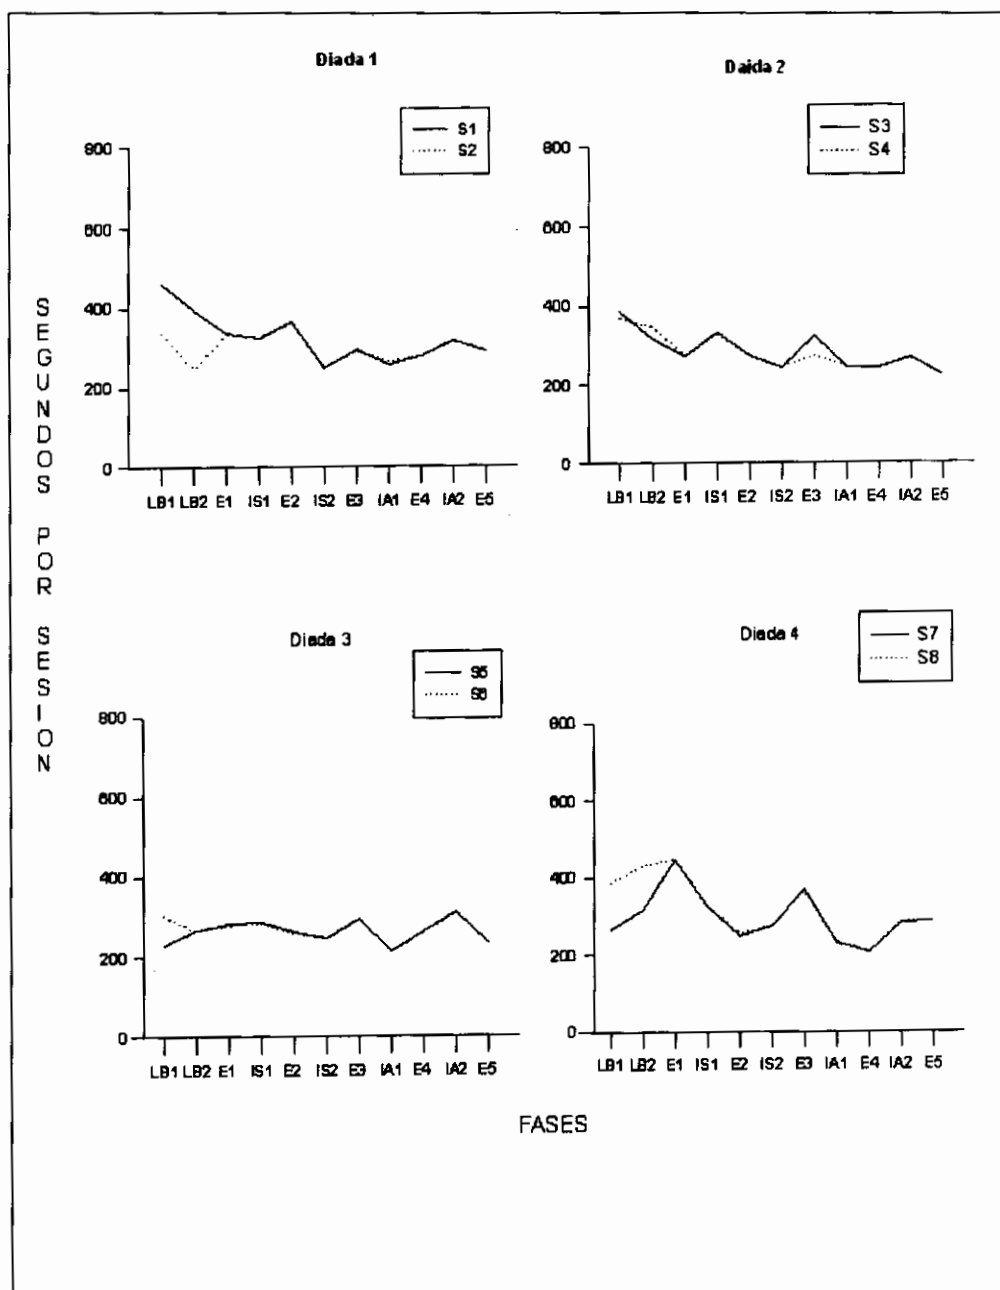 Diada 1
S1
S2
800
600
400
200
0
LB1 LB2 E1 IS1 E2 IS2 E3 IA1 E4 IA2 E5
Daida 2
S3
S4
800
600
400
200
0
LB1 LB2 E1 IS1 E2 IS2 E3 IA1 E4 IA2 E5
SEGUNDOS POR SESION
Diada 3
S5
S6
800
600
400
200
0
LB1 LB2 E1 IS1 E2 IS2 E3 IA1 E4 IA2 E5
Diada 4
S7
S8
800
600
400
200
0
LB1 LB2 E1 IS1 E2 IS2 E3 IA1 E4 IA2 E5
FASES